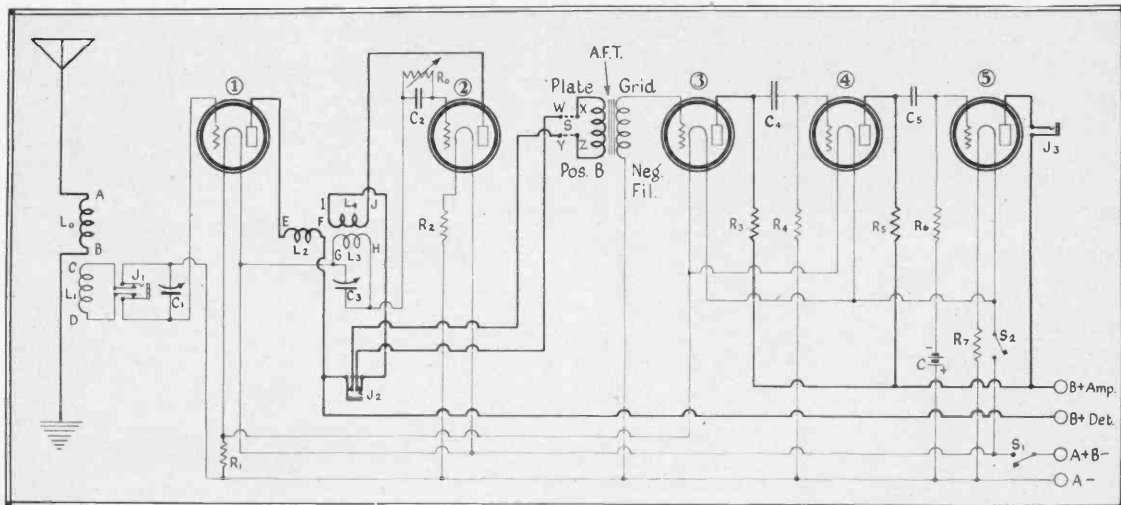 A.F.T.
① ② ③ ④ ⑤
R₀
C₂
Plate Grid
W X
S
Y Z
Pos. B
Neg.
Fil.
C₄ C₅
J₃
A
L₀
B
C
L₁
D
J₁
C₁
E
L₂
F
I L₄ J
G L₃ H
C₃
R₂
R₃ R₄ R₅ R₆
R₇
S₂
- C +
J₂
B+ Amp.
B+ Det.
R₁
S₁
A+B-
A-